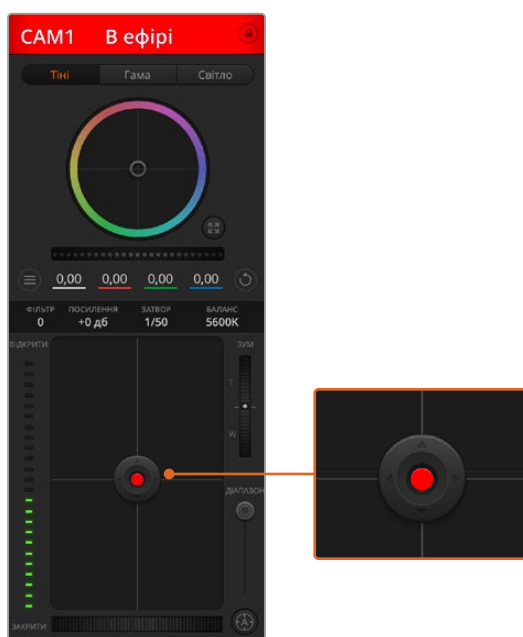 CAM1 В ефірі
Тіні Гама Світло
0,00 0,00 0,00 0,00
ФІЛЬТР ПОСИЛЕННЯ ЗАТВОР БАЛАНС
0 +0 дб 1/50 5600K
ВІДКРИТИ ЗУМ
T
W
ДІАПАЗОН
ЗАКРИТИ A